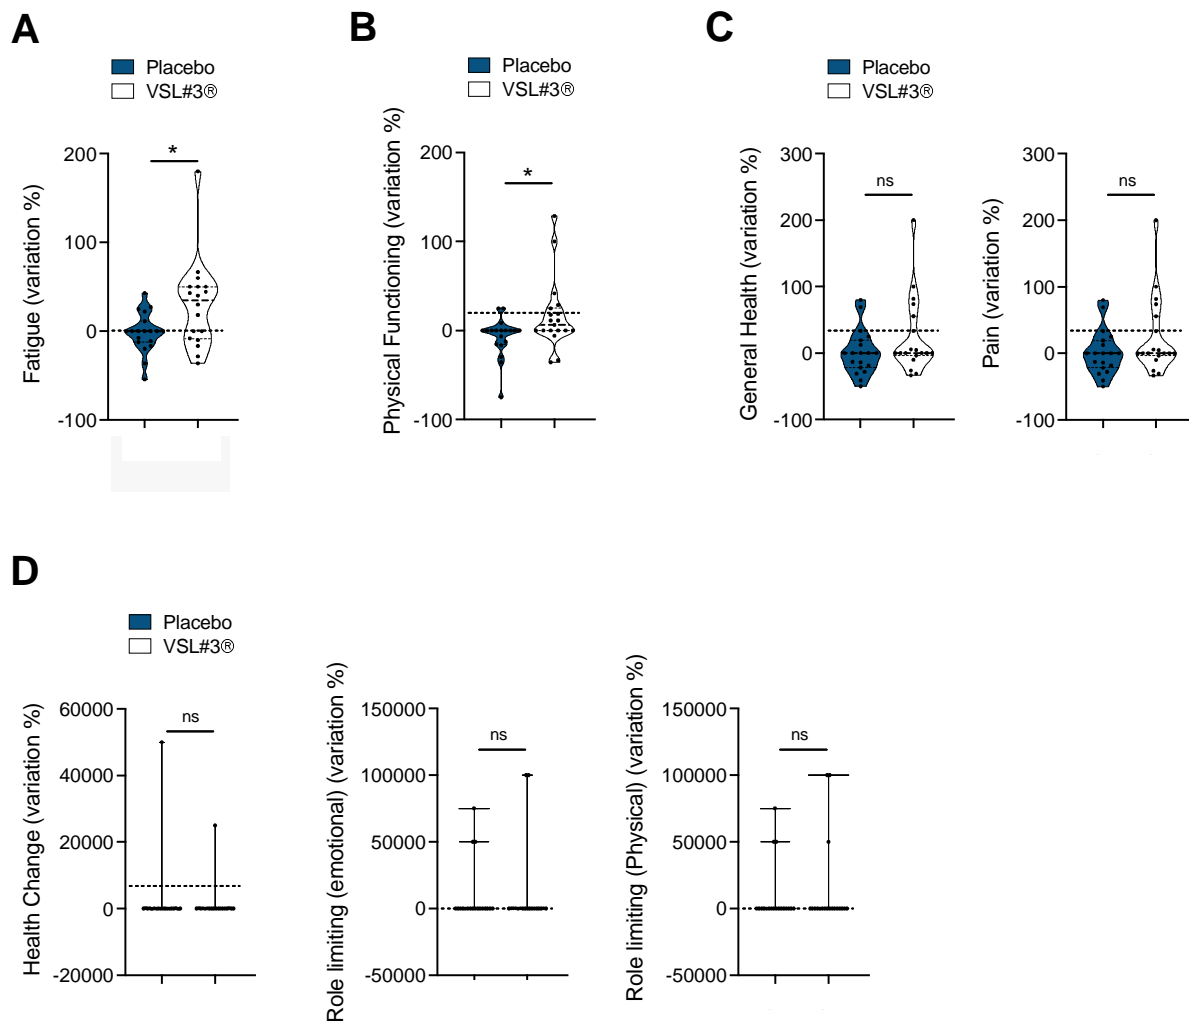 A
Placebo
VSL#3®
Fatigue (variation %)
200
100
0
-100
*
B
Placebo
VSL#3®
Physical Functioning (variation %)
200
100
0
-100
*
C
Placebo
VSL#3®
General Health (variation %)
300
200
100
0
-100
ns
Pain (variation %)
300
200
100
0
-100
ns
D
Placebo
VSL#3®
Health Change (variation %)
60000
40000
20000
0
-20000
ns
Role limiting (emotional) (variation %)
150000
100000
50000
0
-50000
ns
Role limiting (Physical) (variation %)
150000
100000
50000
0
-50000
ns